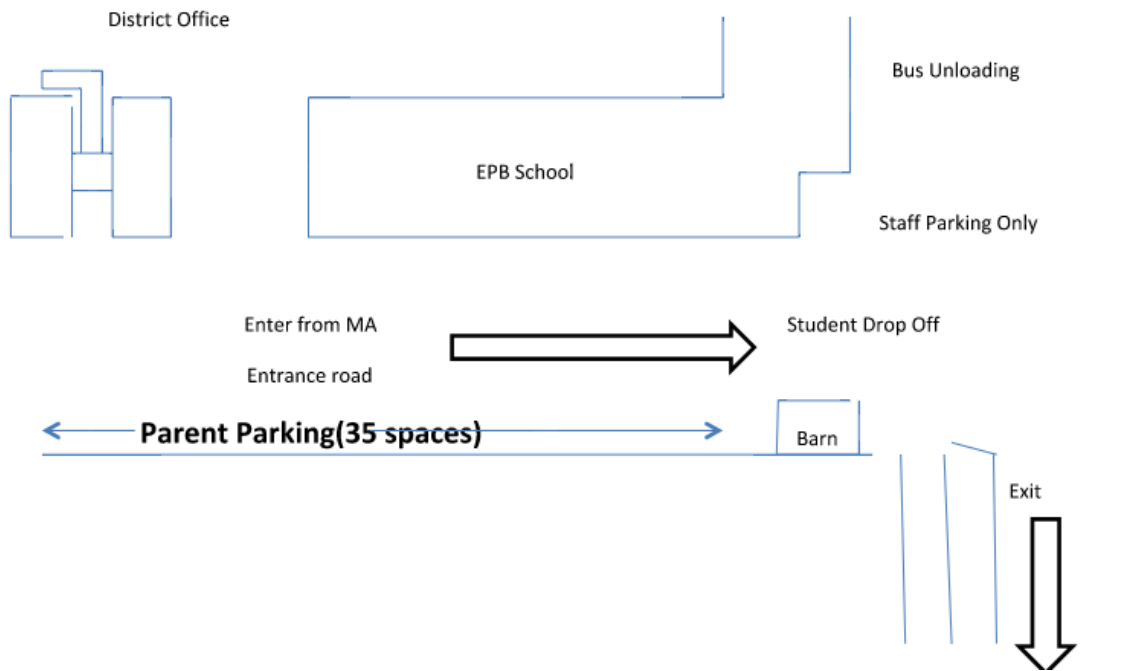 District Office
Bus Unloading
EPB School
Staff Parking Only
Enter from MA
Student Drop Off
Entrance road
Parent Parking(35 spaces)
Barn
Exit